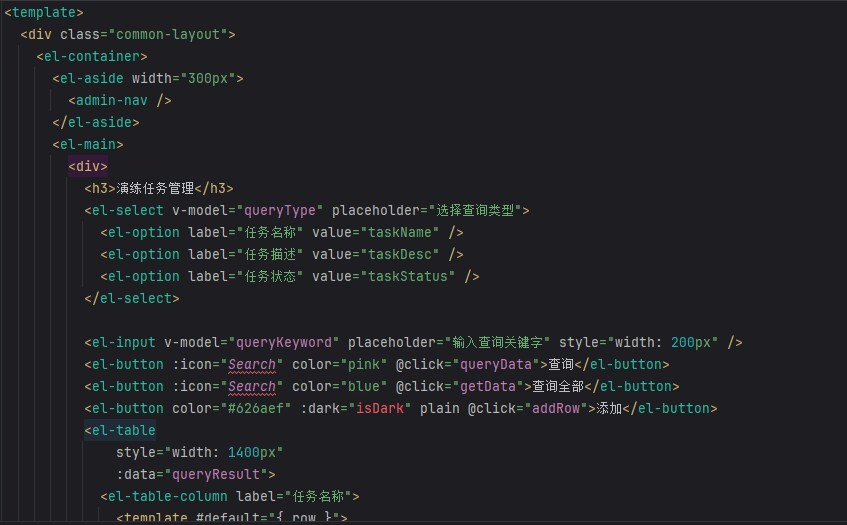 <template>
<div class="common-layout">
<el-container>
<el-aside width="300px">
<admin-nav />
</el-aside>
<el-main>
<div>
<h3>演练任务管理</h3>
<el-select v-model="queryType" placeholder="选择查询类型">
<el-option label="任务名称" value="taskName" />
<el-option label="任务描述" value="taskDesc" />
<el-option label="任务状态" value="taskStatus" />
</el-select>
<el-input v-model="queryKeyword" placeholder="输入查询关键字" style="width: 200px" />
<el-button :icon="Search" color="pink" @click="queryData">查询</el-button>
<el-button :icon="Search" color="blue" @click="getData">查询全部</el-button>
<el-button color="#626aef" :dark="isDark" plain @click="addRow">添加</el-button>
<el-table
style="width: 1400px"
:data="queryResult">
<el-table-column label="任务名称">
<template #default="{ row }">